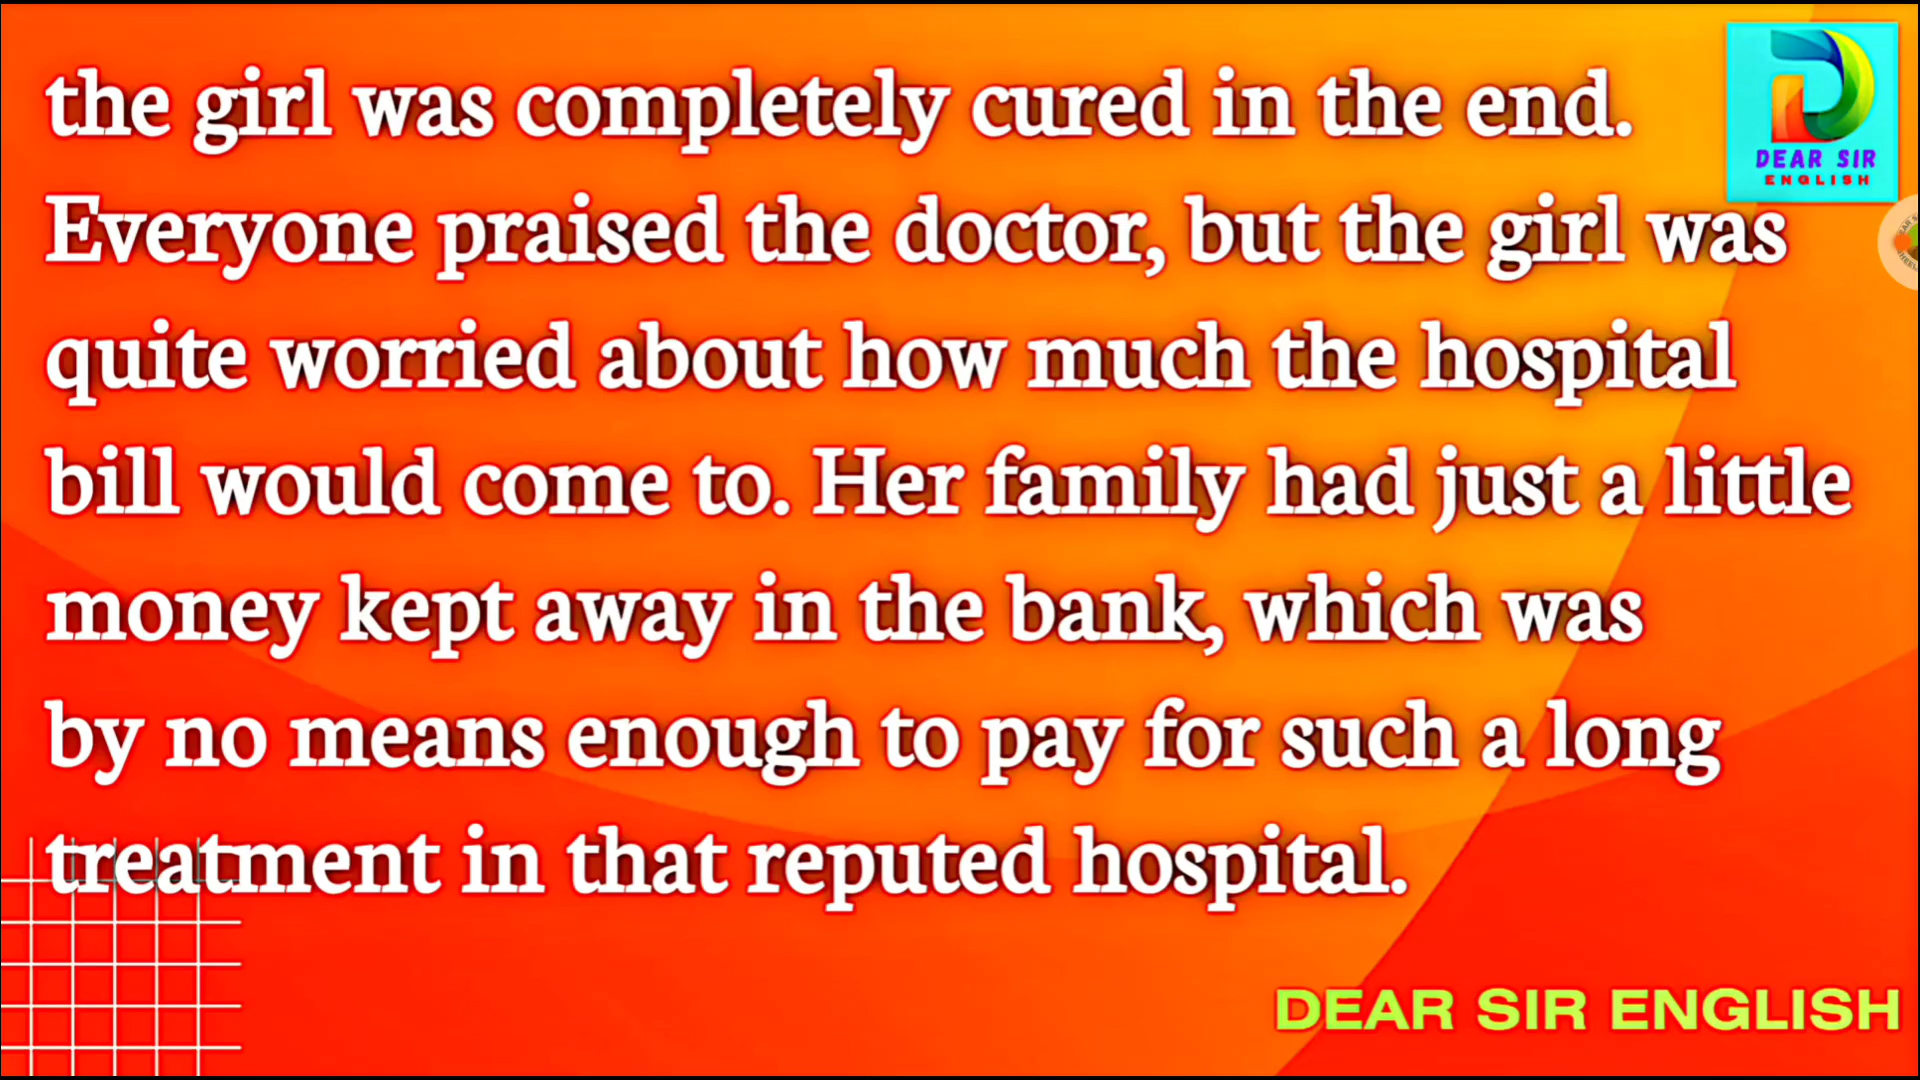 the girl was completely cured in the end.
Everyone praised the doctor, but the girl was
quite worried about how much the hospital
bill would come to. Her family had just a little
money kept away in the bank, which was
by no means enough to pay for such a long
treatment in that reputed hospital.
DEAR SIR
ENGLISH
DEAR SIR ENGLISH